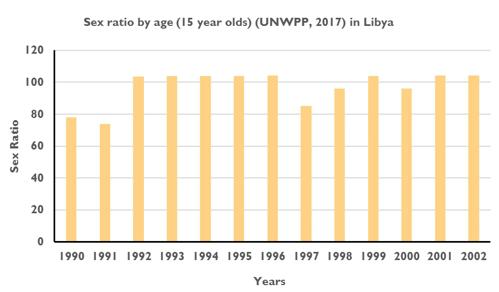 Sex ratio by age (15 year olds) (UNWPP, 2017) in Libya
120
100
80
60
40
20
0
Sex Ratio
1990 1991 1992 1993 1994 1995 1996 1997 1998 1999 2000 2001 2002
Years